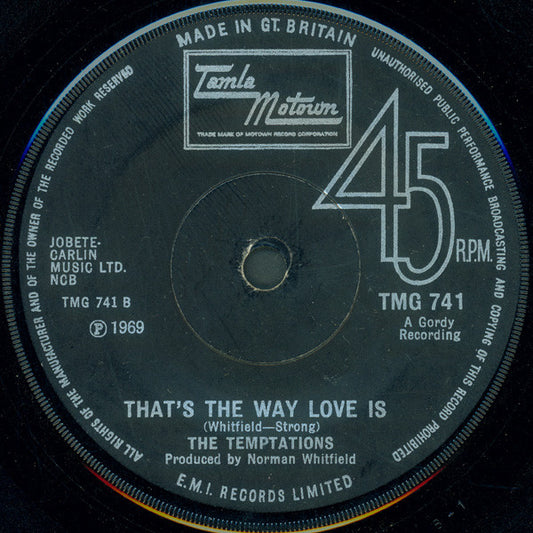 MADE IN GT. BRITAIN
UNAUTHORISED PUBLIC PERFORMANCE BROADCASTING AND COPYING OF THIS RECORD PROHIBITED
ALL RIGHTS OF THE MANUFACTURER AND OF THE OWNER OF THE RECORDED WORK RESERVED
Tamla
Motown
TRADE MARK OF MOTOWN RECORD CORPORATION
45
R.P.M.
JOBETE-
CARLIN
MUSIC LTD.
NCB
TMG 741 B
℗ 1969
TMG 741
A Gordy
Recording
THAT'S THE WAY LOVE IS
(Whitfield—Strong)
THE TEMPTATIONS
Produced by Norman Whitfield
E.M.I. RECORDS LIMITED